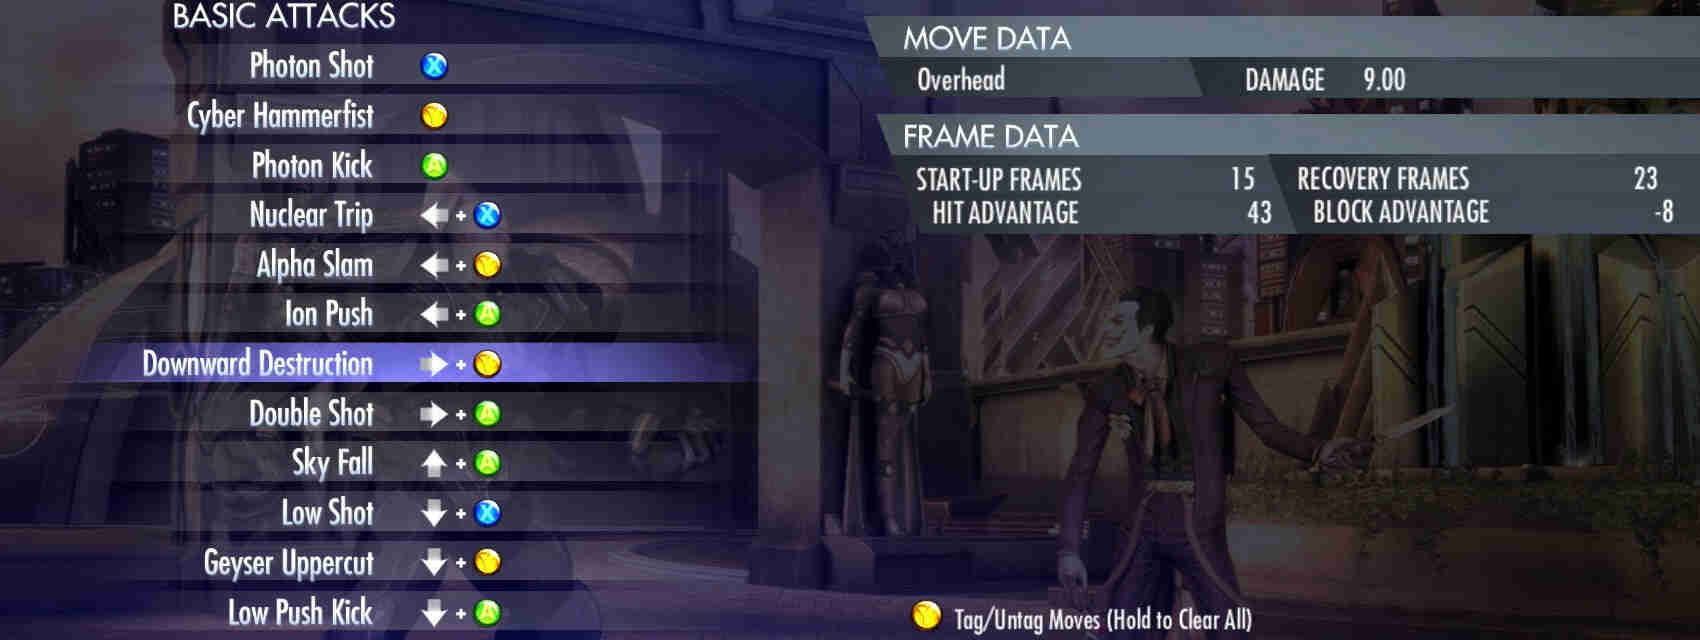 BASIC ATTACKS
Photon Shot X
Cyber Hammerfist Y
Photon Kick A
Nuclear Trip + X
Alpha Slam + Y
Ion Push + A
Downward Destruction + Y
Double Shot + A
Sky Fall + A
Low Shot + X
Geyser Uppercut + Y
Low Push Kick + A
MOVE DATA
Overhead DAMAGE 9.00
FRAME DATA
START-UP FRAMES 15 RECOVERY FRAMES 23
HIT ADVANTAGE 43 BLOCK ADVANTAGE -8
Y Tag/Untag Moves (Hold to Clear All)